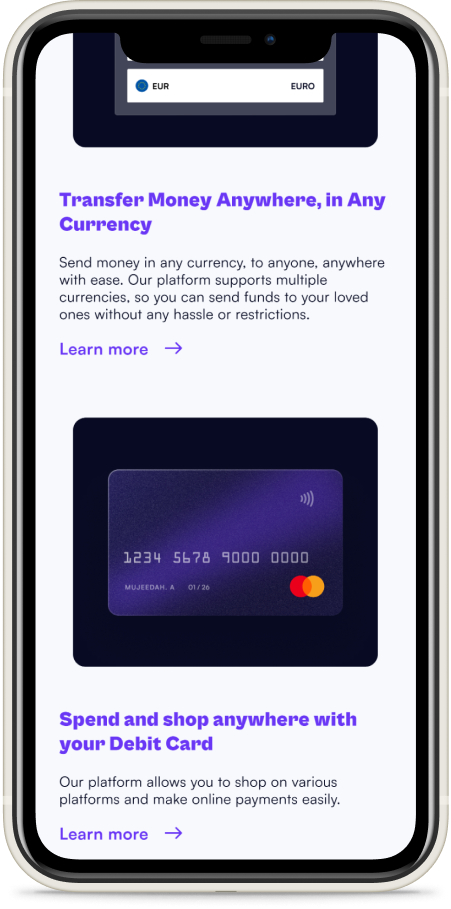 EUR EURO
Transfer Money Anywhere, in Any
Currency
Send money in any currency, to anyone, anywhere
with ease. Our platform supports multiple
currencies, so you can send funds to your loved
ones without any hassle or restrictions.
Learn more →
1234 5678 9000 0000
MUJEEDAH. A 01/26
Spend and shop anywhere with
your Debit Card
Our platform allows you to shop on various
platforms and make online payments easily.
Learn more →